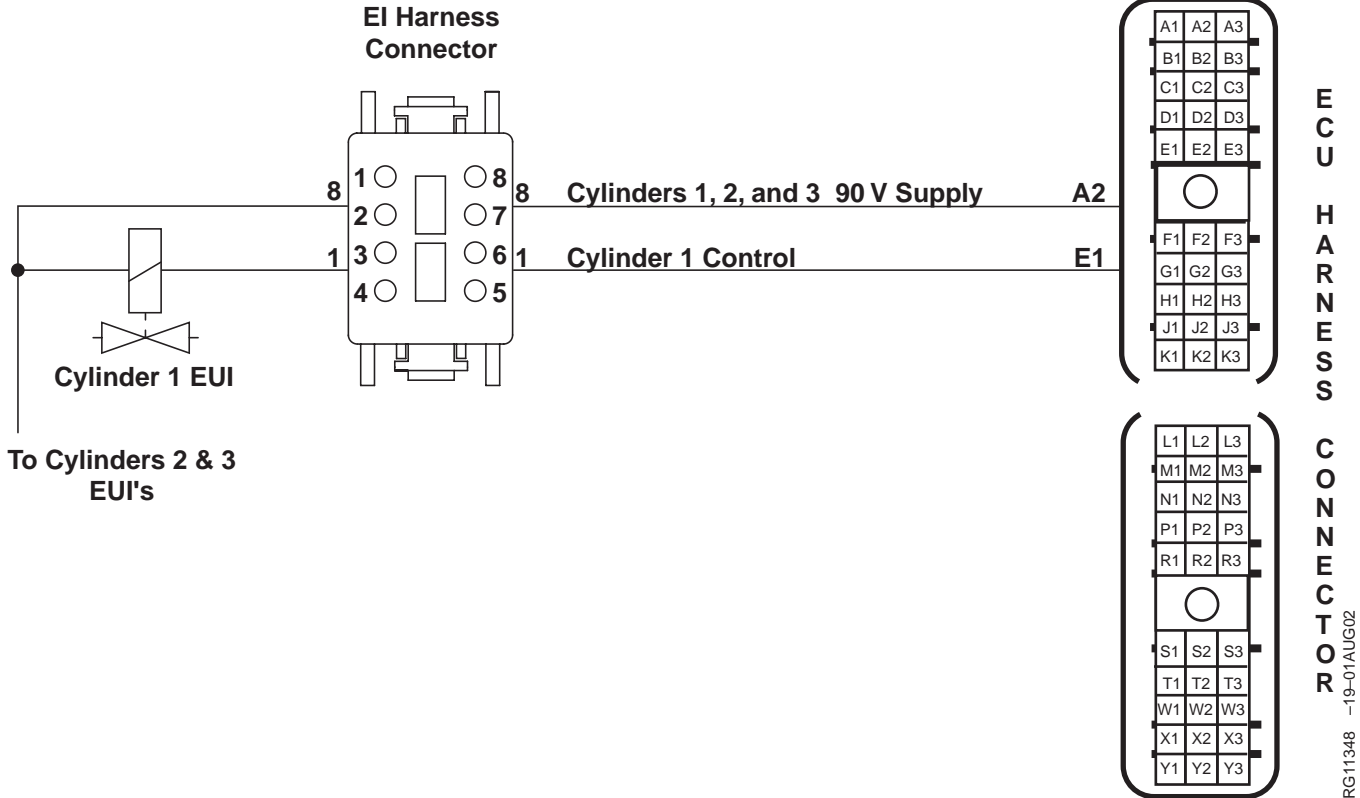 EI Harness
Connector
1 8
2 7
3 6
4 5
8
1
8 Cylinders 1, 2, and 3 90 V Supply A2
1 Cylinder 1 Control E1
Cylinder 1 EUI
To Cylinders 2 & 3
EUI's
A1 A2 A3
B1 B2 B3
C1 C2 C3
D1 D2 D3
E1 E2 E3
F1 F2 F3
G1 G2 G3
H1 H2 H3
J1 J2 J3
K1 K2 K3
L1 L2 L3
M1 M2 M3
N1 N2 N3
P1 P2 P3
R1 R2 R3
S1 S2 S3
T1 T2 T3
W1 W2 W3
X1 X2 X3
Y1 Y2 Y3
ECU HARNESS CONNECTOR
RG11348 –19–01AUG02